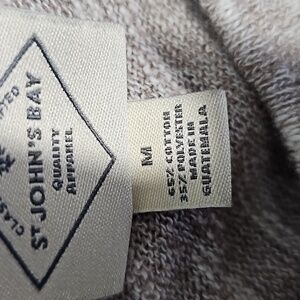 ST JOHN'S BAY
QUALITY
APPAREL
M
65% COTTON
35% POLYESTER
MADE IN
GUATEMALA